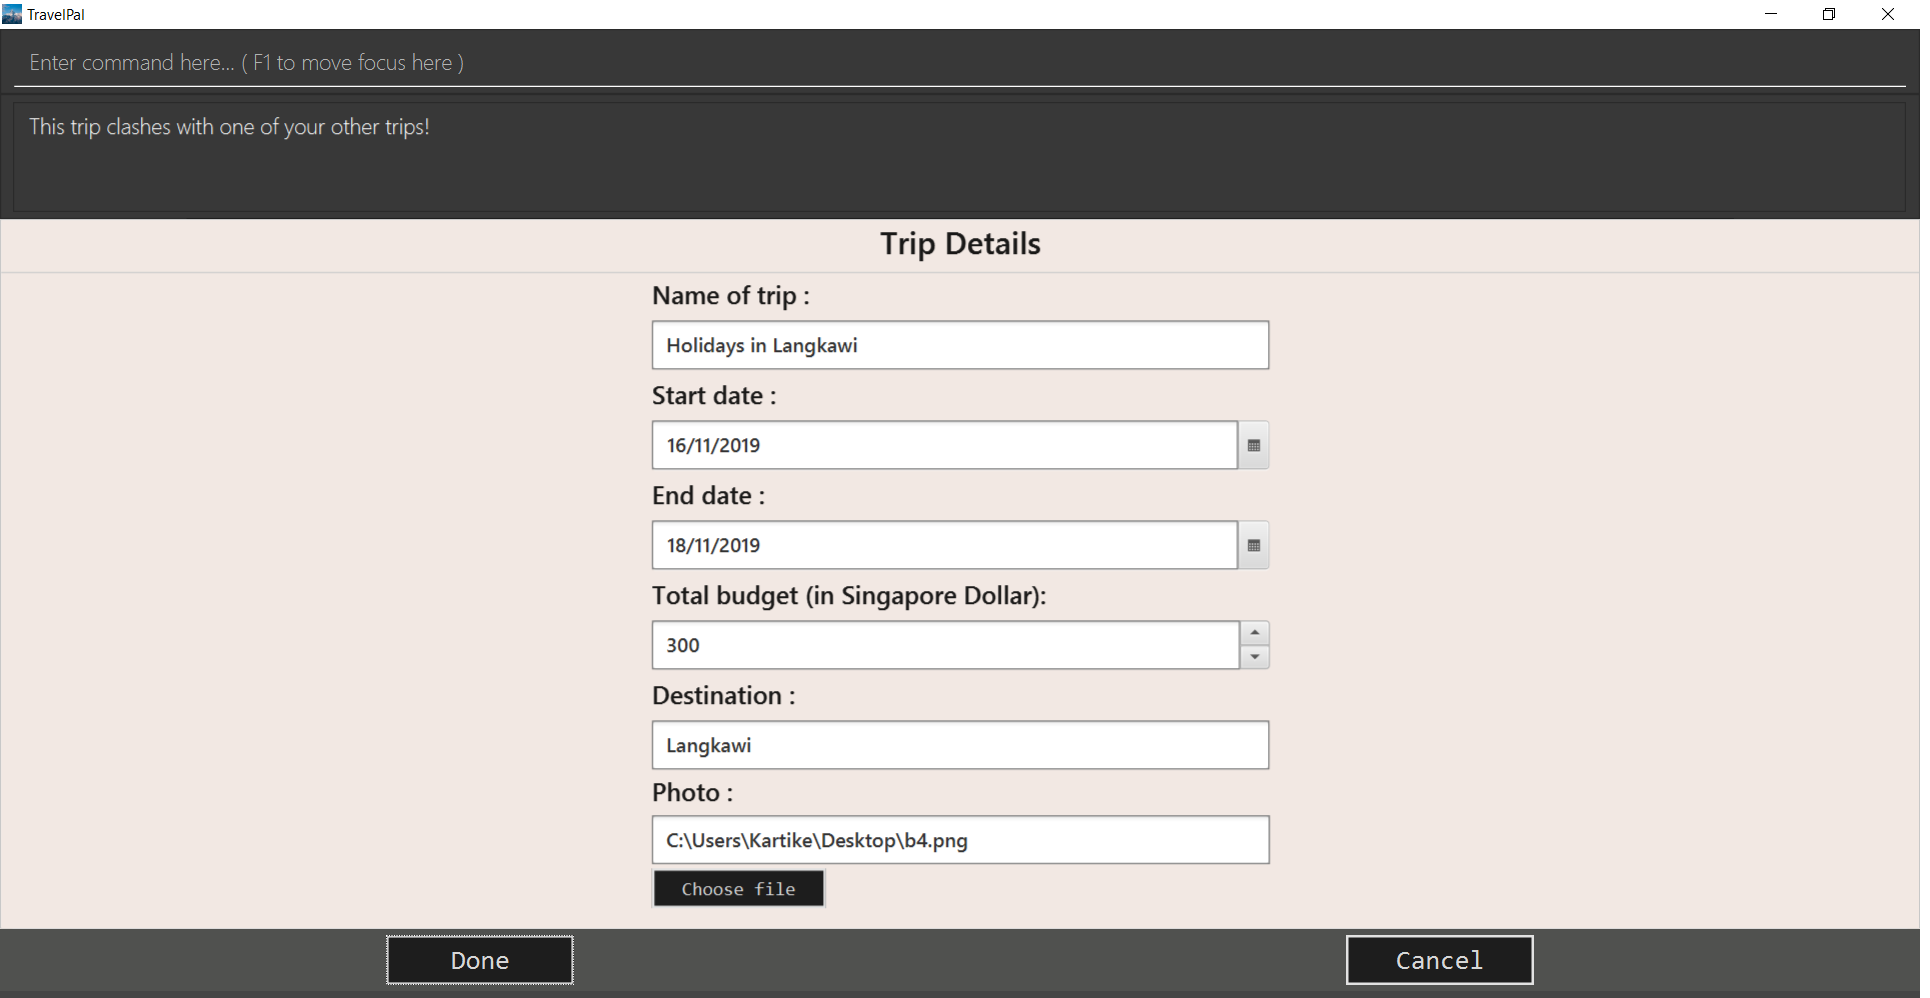 TravelPal
Enter command here... ( F1 to move focus here )
This trip clashes with one of your other trips!
Trip Details
Name of trip :
Holidays in Langkawi
Start date :
16/11/2019
End date :
18/11/2019
Total budget (in Singapore Dollar):
300
Destination :
Langkawi
Photo :
C:\Users\Kartike\Desktop\b4.png
Choose file
Done
Cancel